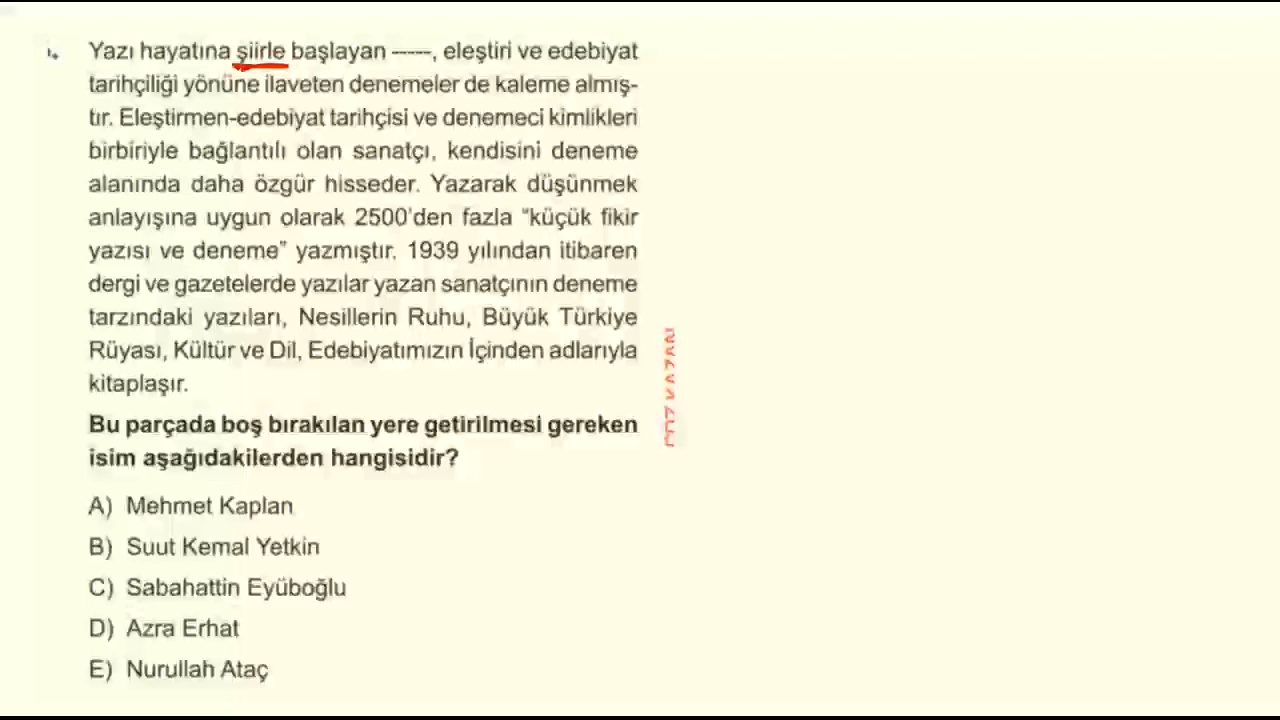 Yazı hayatına şiirle başlayan -----, eleştiri ve edebiyat
tarihçiliği yönüne ilaveten denemeler de kaleme almış-
tır. Eleştirmen-edebiyat tarihçisi ve denemeci kimlikleri
birbiriyle bağlantılı olan sanatçı, kendisini deneme
alanında daha özgür hisseder. Yazarak düşünmek
anlayışına uygun olarak 2500'den fazla “küçük fikir
yazısı ve deneme” yazmıştır. 1939 yılından itibaren
dergi ve gazetelerde yazılar yazan sanatçının deneme
tarzındaki yazıları, Nesillerin Ruhu, Büyük Türkiye
Rüyası, Kültür ve Dil, Edebiyatımızın İçinden adlarıyla
kitaplaşır.
Bu parçada boş bırakılan yere getirilmesi gereken
isim aşağıdakilerden hangisidir?
A) Mehmet Kaplan
B) Suut Kemal Yetkin
C) Sabahattin Eyüboğlu
D) Azra Erhat
E) Nurullah Ataç